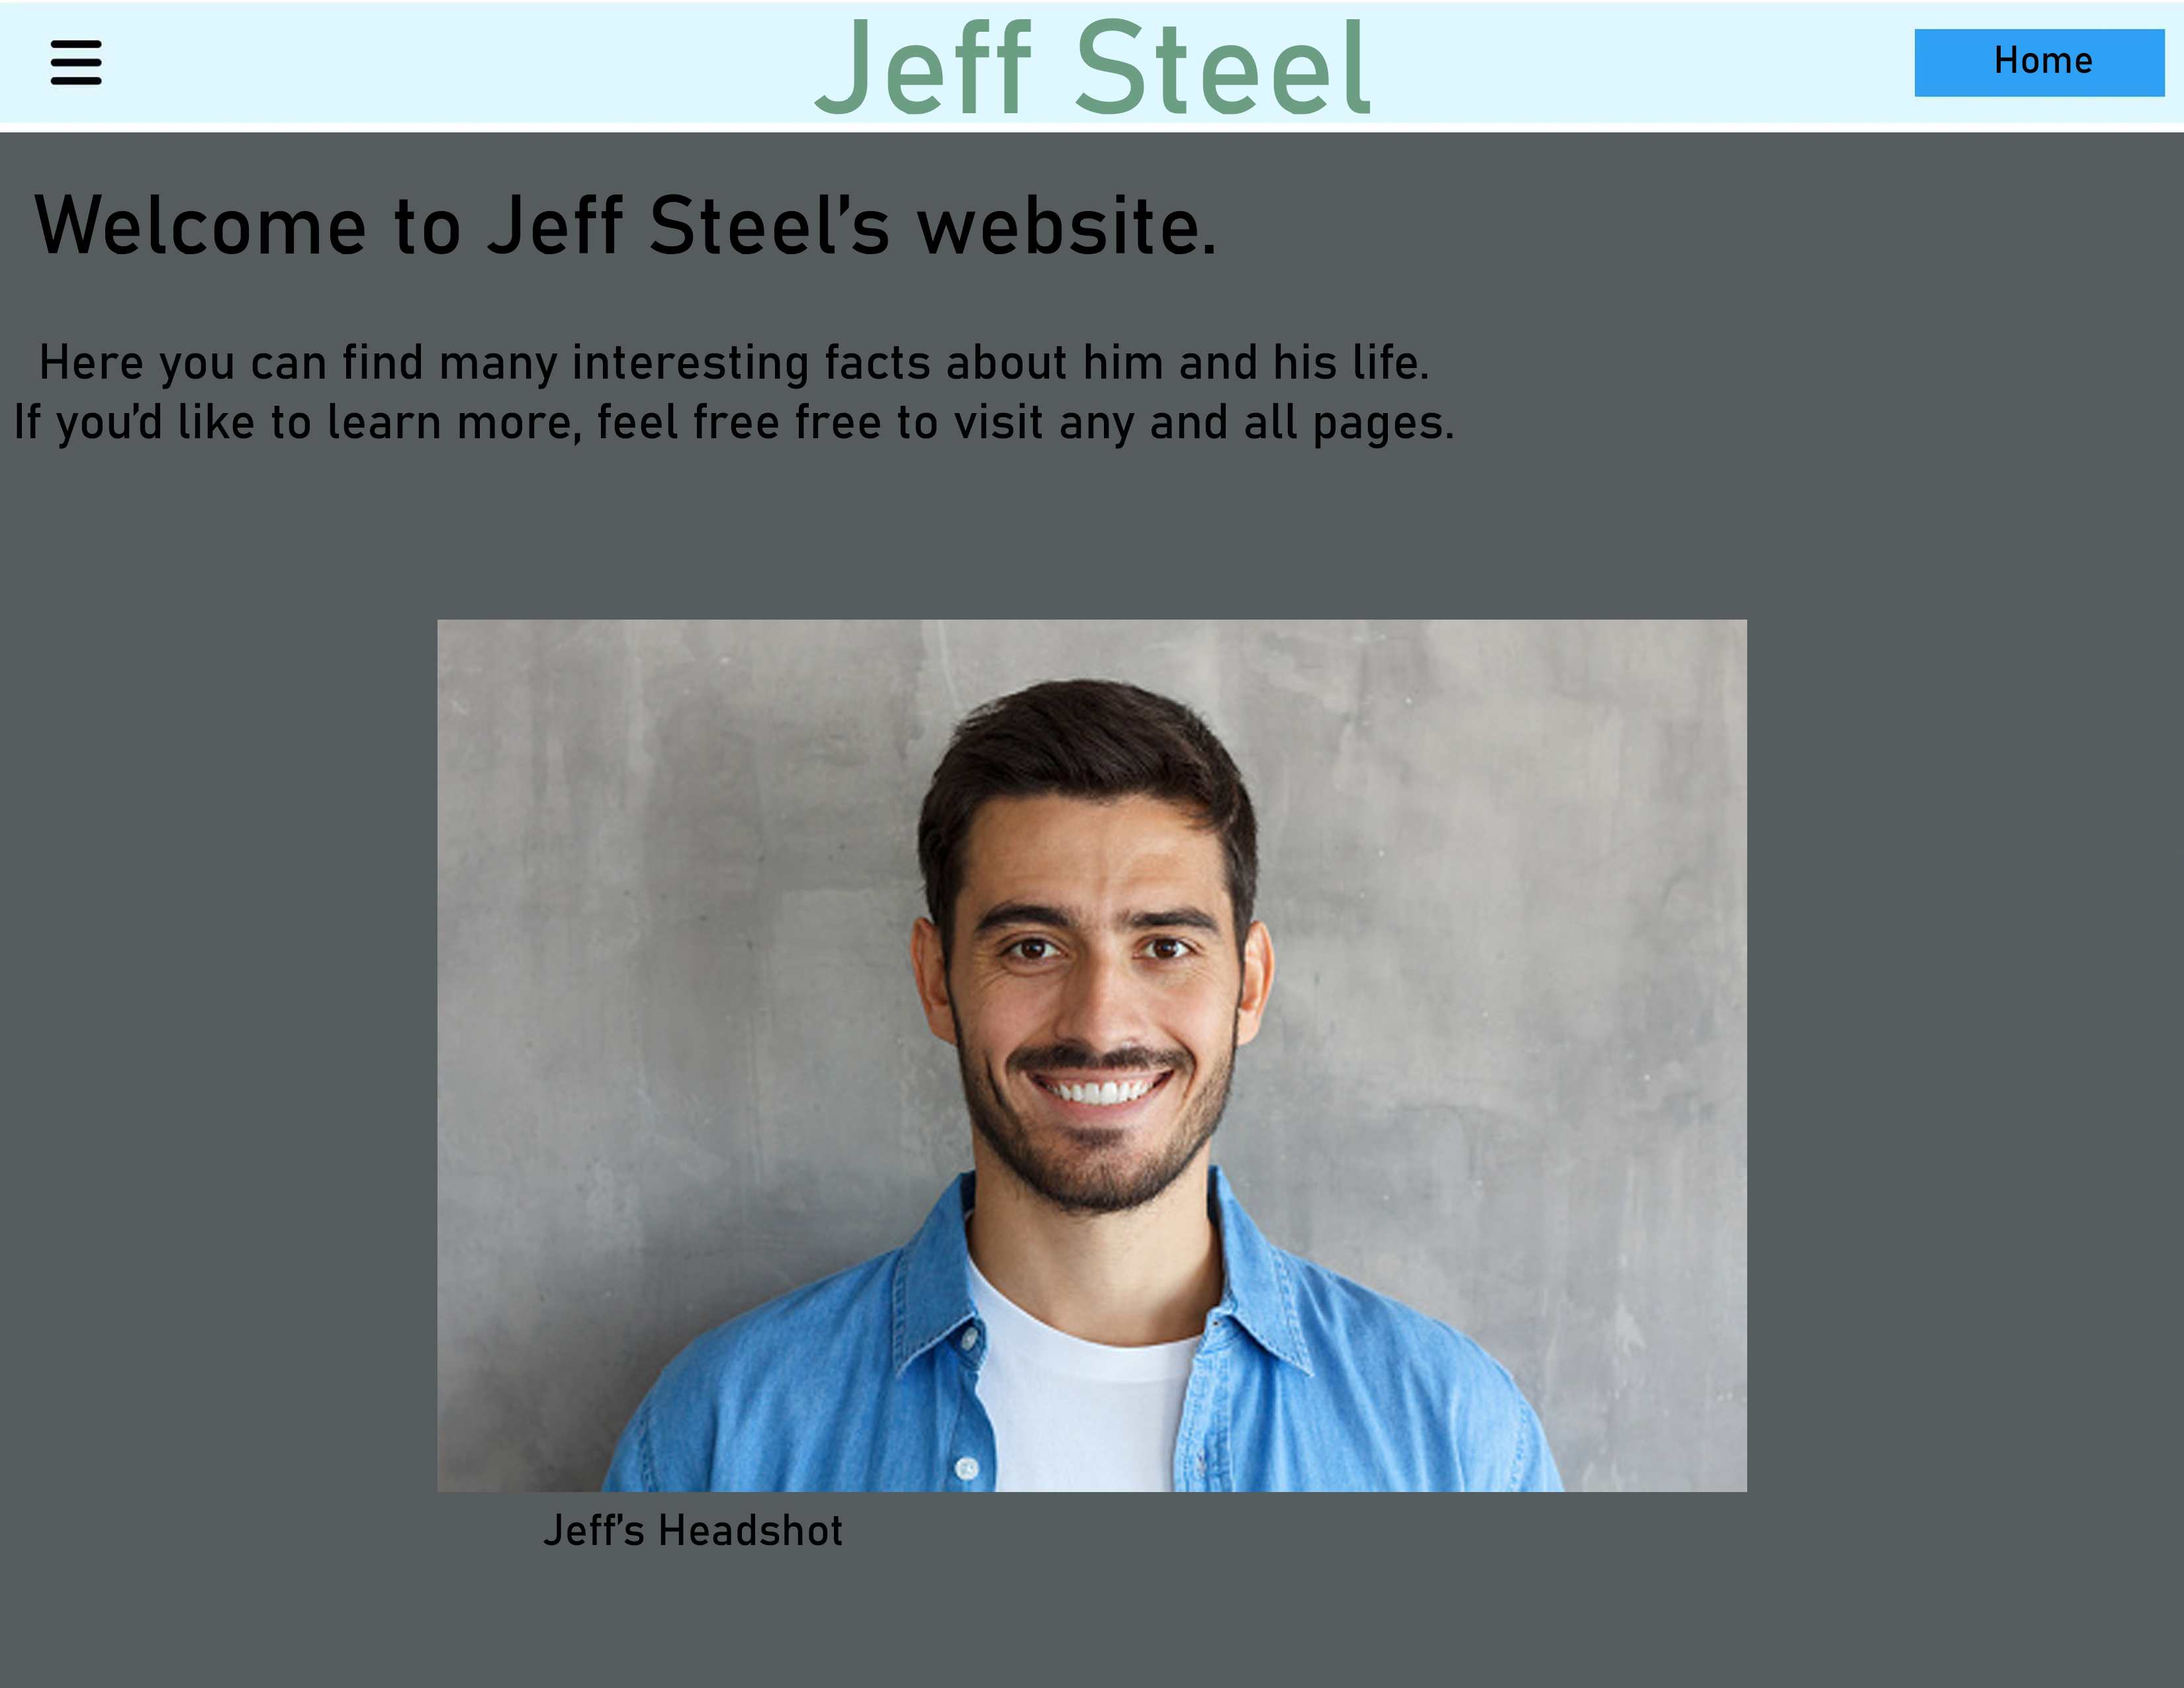 Jeff Steel
Home
Welcome to Jeff Steel’s website.
Here you can find many interesting facts about him and his life.
If you’d like to learn more, feel free free to visit any and all pages.
Jeff’s Headshot